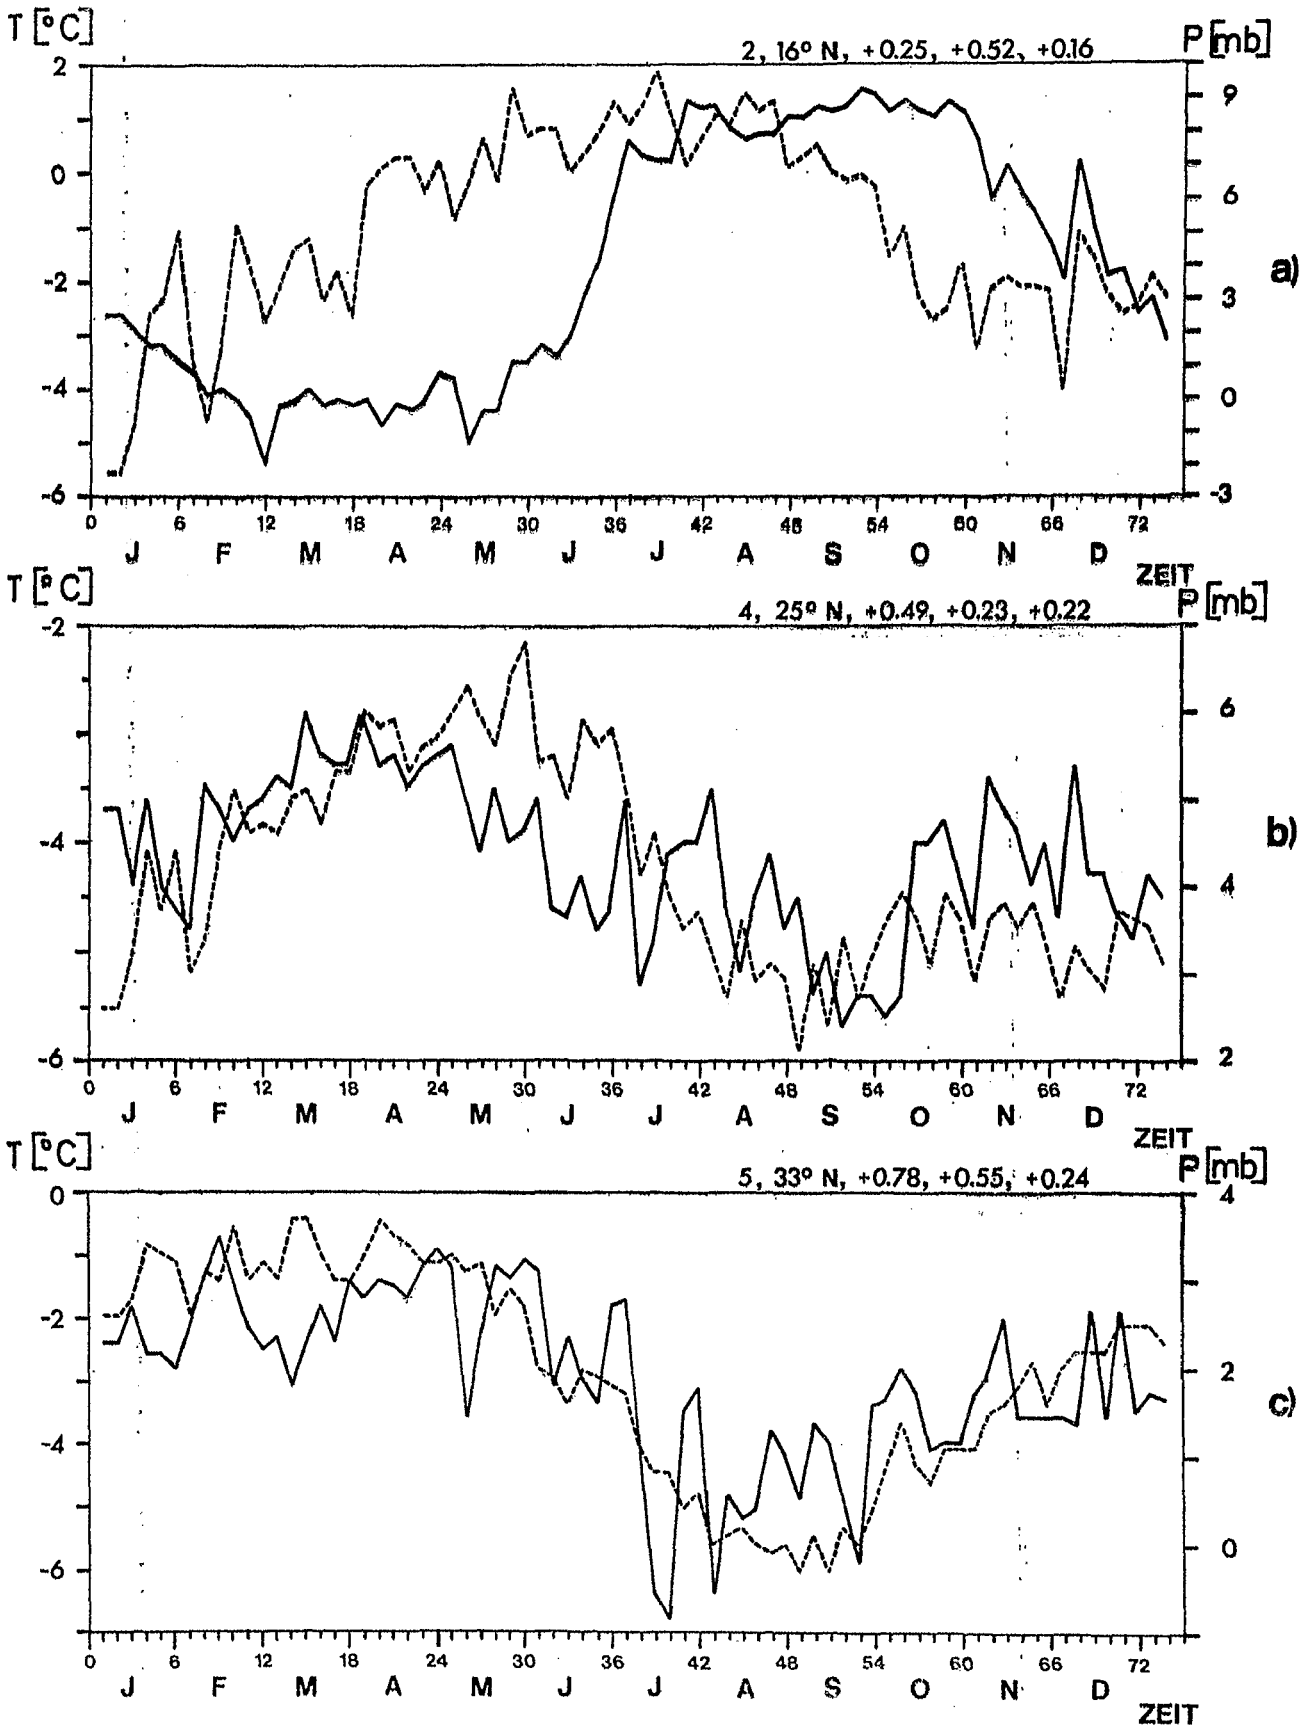 T [°C] P [mb]
2, 16° N, +0.25, +0.52, +0.16
2 0 -2 -4 -6
9 6 3 0 -3
a)
0 6 12 18 24 30 36 42 48 54 60 66 72
J F M A M J J A S O N D
ZEIT
T [°C] P [mb]
4, 25° N, +0.49, +0.23, +0.22
-2 -4 -6
6 4 2
b)
0 6 12 18 24 30 36 42 48 54 60 66 72
J F M A M J J A S O N D
ZEIT
T [°C] P [mb]
5, 33° N, +0.78, +0.55, +0.24
0 -2 -4 -6
4 2 0
c)
0 6 12 18 24 30 36 42 48 54 60 66 72
J F M A M J J A S O N D
ZEIT